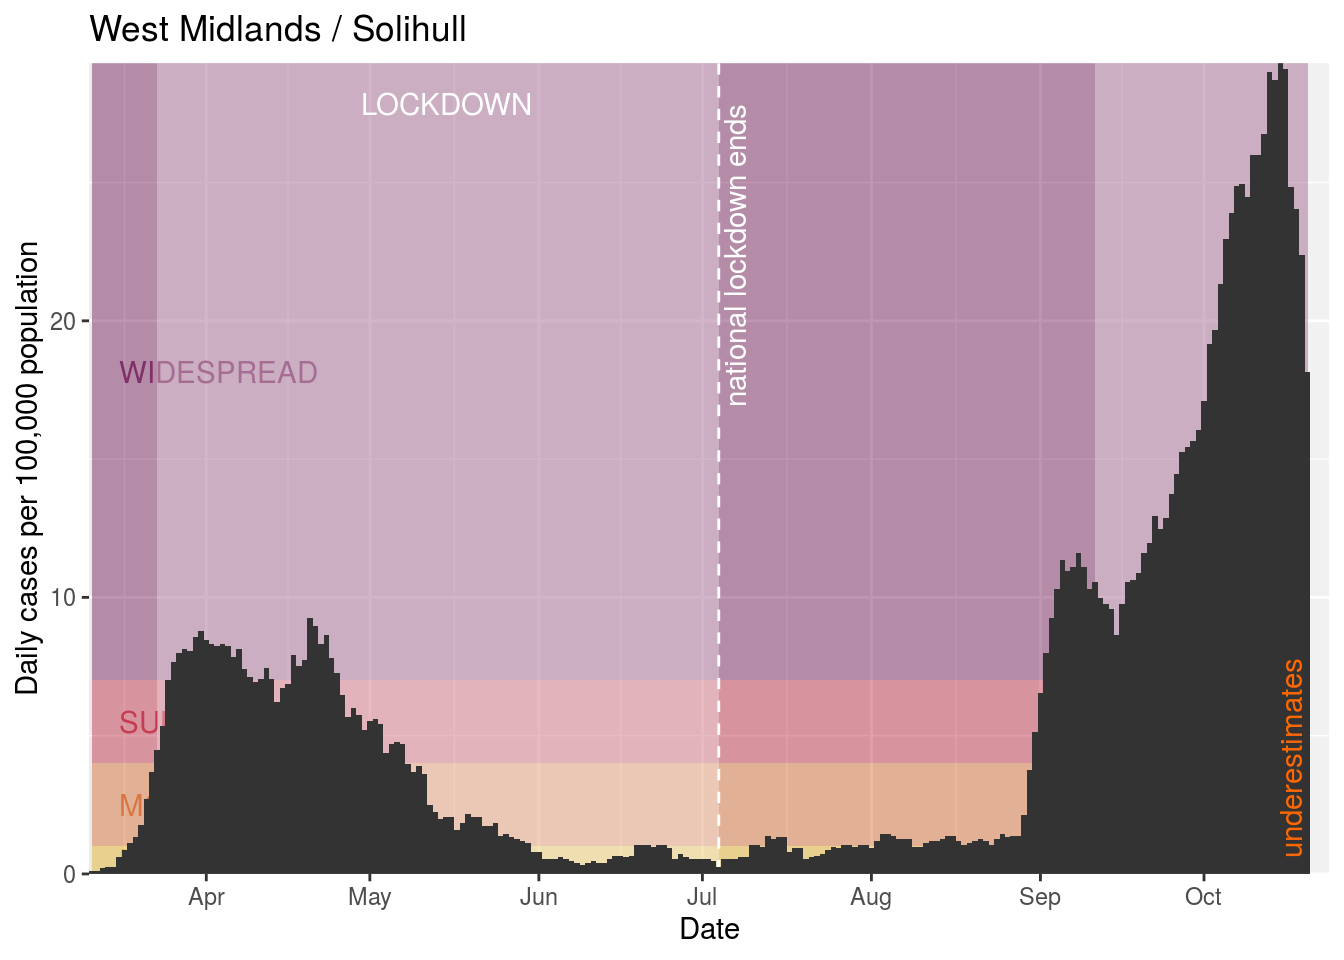 West Midlands / Solihull
LOCKDOWN
national lockdown ends
WIDESPREAD
underestimates
Daily cases per 100,000 population
20
10
0
Apr May Jun Jul Aug Sep Oct
Date